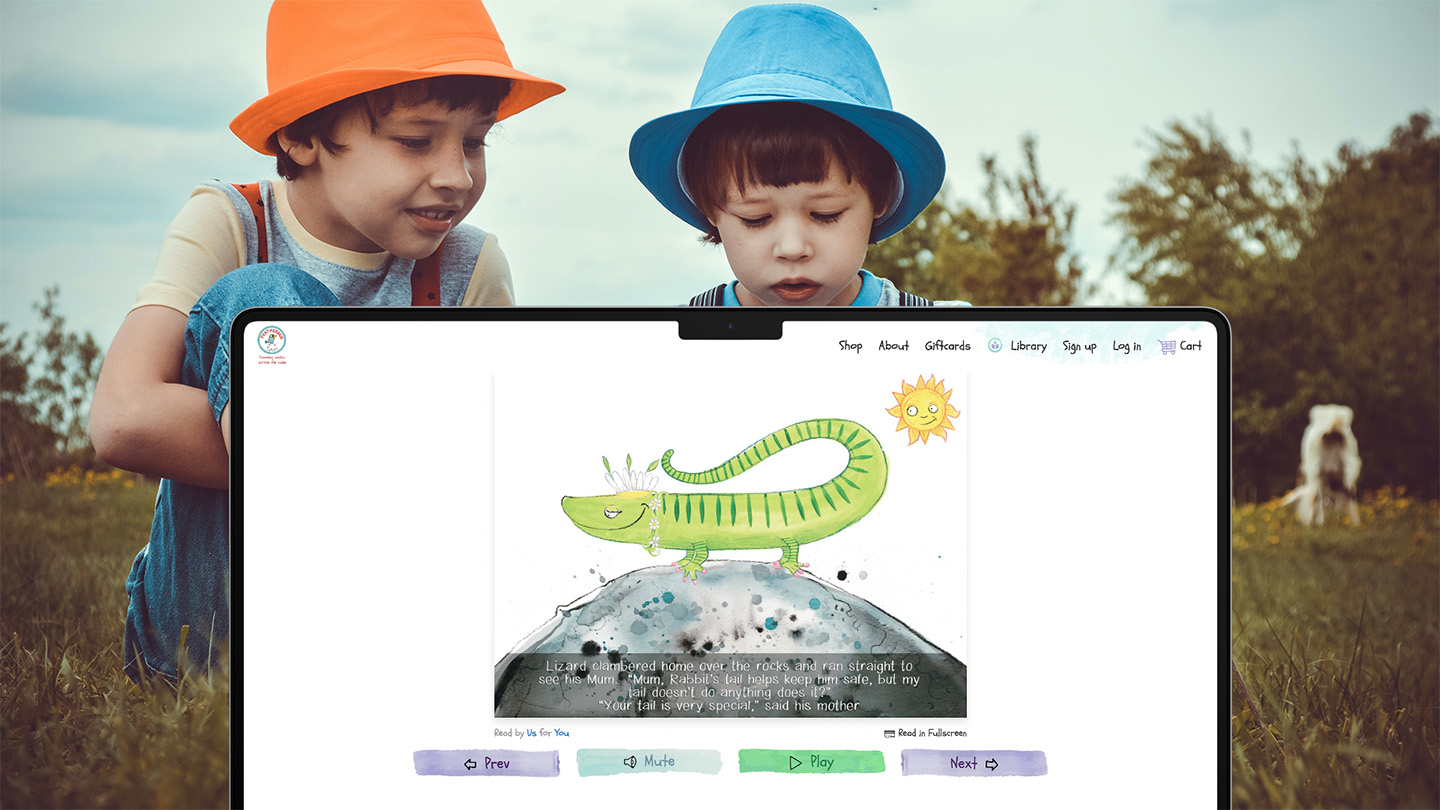 Shop About Giftcards Library Sign up Log in Cart
Lizard clambered home over the rocks and ran straight to
see his Mum. "Mum, Rabbit's tail helps keep him safe, but my
tail doesn't do anything does it?"
"Your tail is very special," said his mother
Read by Us for You
Read in Fullscreen
Prev
Mute
Play
Next